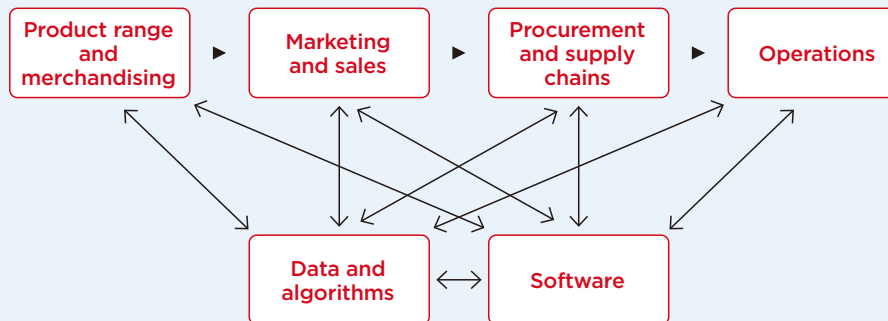 Product range
and
merchandising
Marketing
and sales
Procurement
and supply
chains
Operations
Data and
algorithms
Software